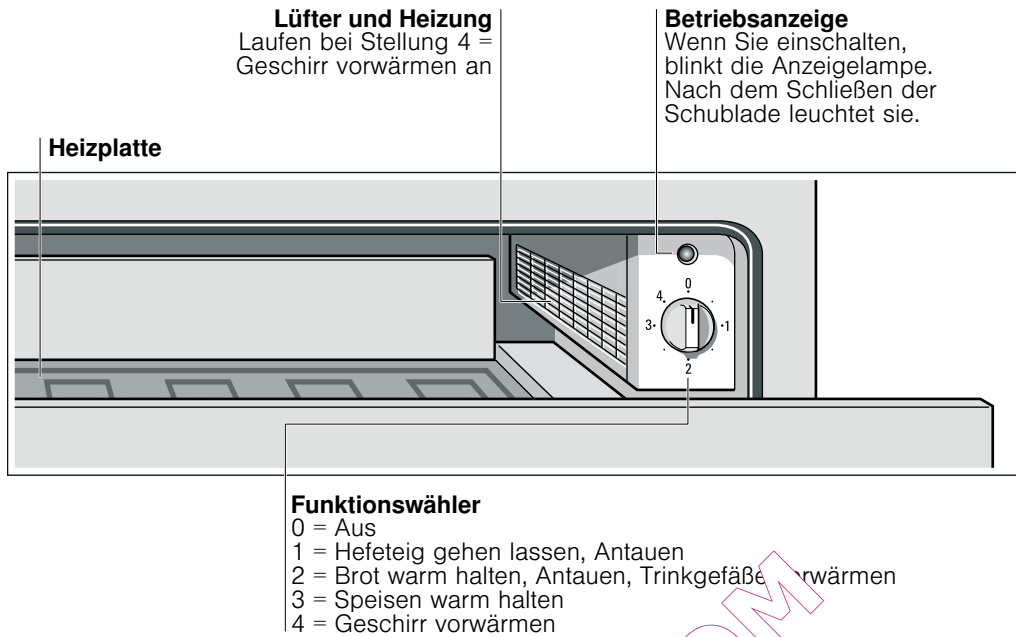 Lüfter und Heizung
Laufen bei Stellung 4 =
Geschirr vorwärmen an
Betriebsanzeige
Wenn Sie einschalten,
blinkt die Anzeigelampe.
Nach dem Schließen der
Schublade leuchtet sie.
Heizplatte
0
4
3
1
2
Funktionswähler
0 = Aus
1 = Hefeteig gehen lassen, Antauen
2 = Brot warm halten, Antauen, Trinkgefäße vorwärmen
3 = Speisen warm halten
4 = Geschirr vorwärmen
OM